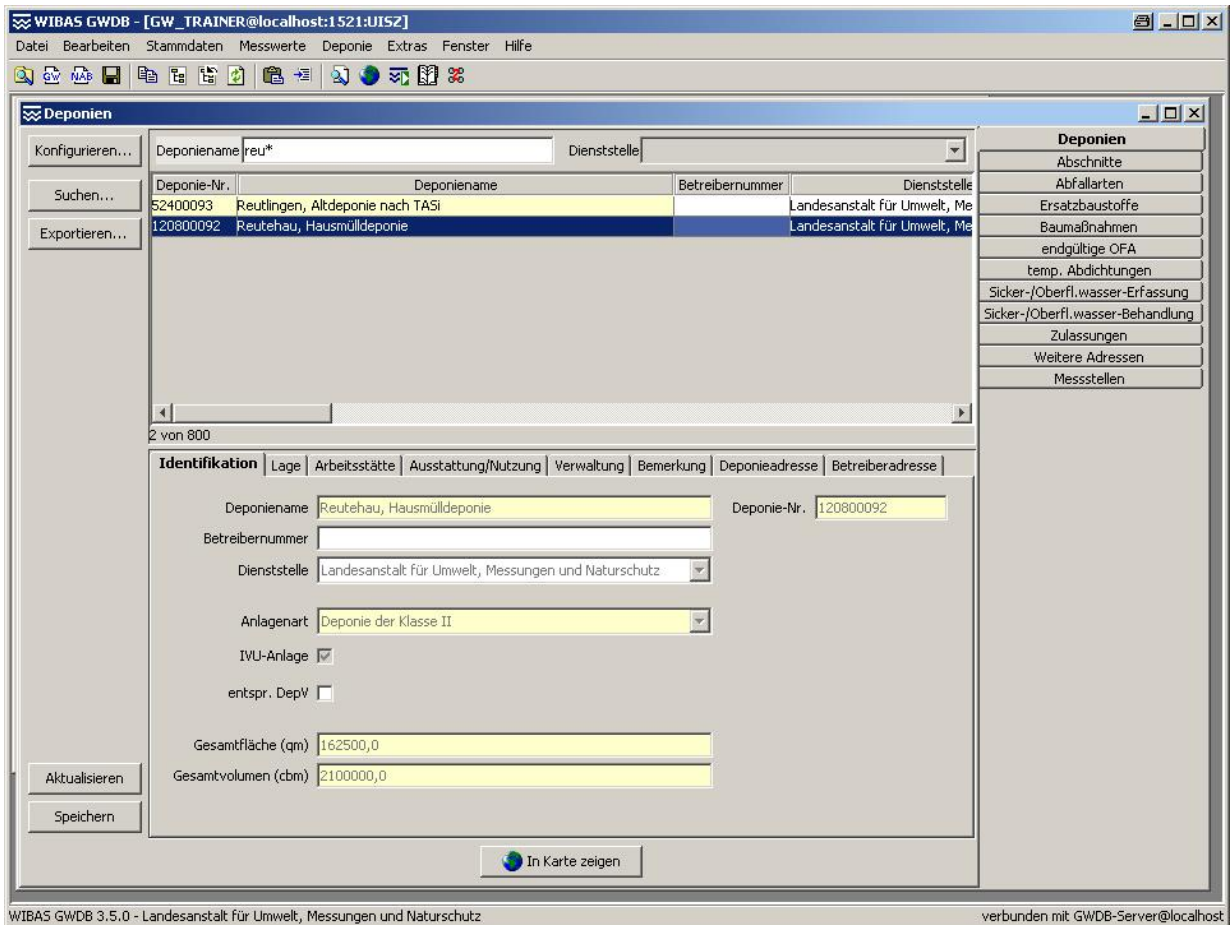 WIBAS GWDB - [GW_TRAINER@localhost:1521:UISZ]
Datei Bearbeiten Stammdaten Messwerte Deponie Extras Fenster Hilfe
GW NAB
Deponien
Konfigurieren...
Suchen...
Exportieren...
Deponiename reu* Dienststelle
Deponie-Nr. Deponiename Betreibernummer Dienststelle
52400093 Reutlingen, Altdeponie nach TASi Landesanstalt für Umwelt, Me
120800092 Reutehau, Hausmülldeponie Landesanstalt für Umwelt, Me
2 von 800
Deponien
Abschnitte
Abfallarten
Ersatzbaustoffe
Baumaßnahmen
endgültige OFA
temp. Abdichtungen
Sicker-/Oberfl.wasser-Erfassung
Sicker-/Oberfl.wasser-Behandlung
Zulassungen
Weitere Adressen
Messstellen
Identifikation Lage Arbeitsstätte Ausstattung/Nutzung Verwaltung Bemerkung Deponieadresse Betreiberadresse
Deponiename Reutehau, Hausmülldeponie Deponie-Nr. 120800092
Betreibernummer
Dienststelle Landesanstalt für Umwelt, Messungen und Naturschutz
Anlagenart Deponie der Klasse II
IVU-Anlage
entspr. DepV
Gesamtfläche (qm) 162500,0
Gesamtvolumen (cbm) 2100000,0
Aktualisieren
Speichern
In Karte zeigen
WIBAS GWDB 3.5.0 - Landesanstalt für Umwelt, Messungen und Naturschutz verbunden mit GWDB-Server@localhost